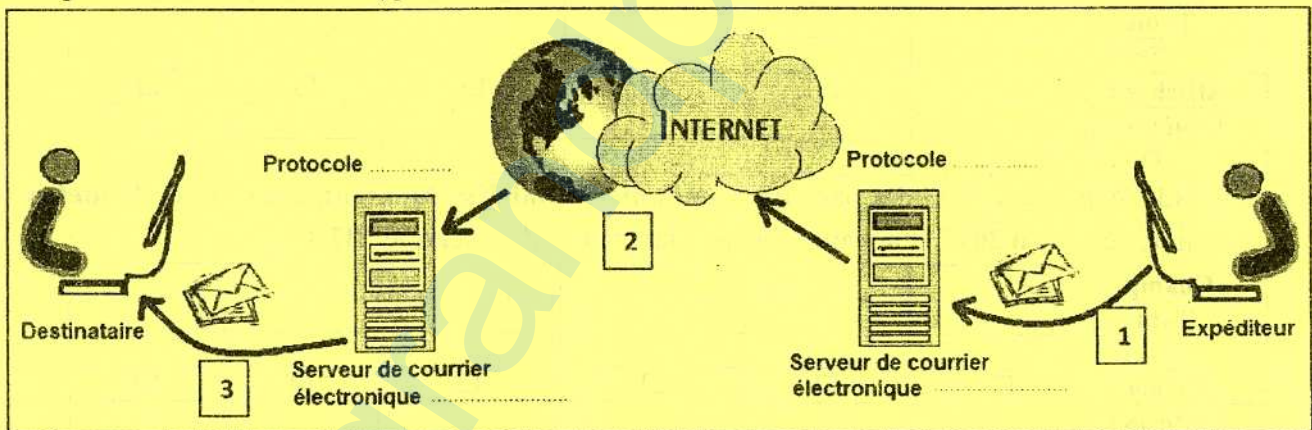 INTERNET
Protocole ............
Protocole ............
2
Destinataire
1
Expéditeur
3
Serveur de courrier
électronique ............
Serveur de courrier
électronique ............